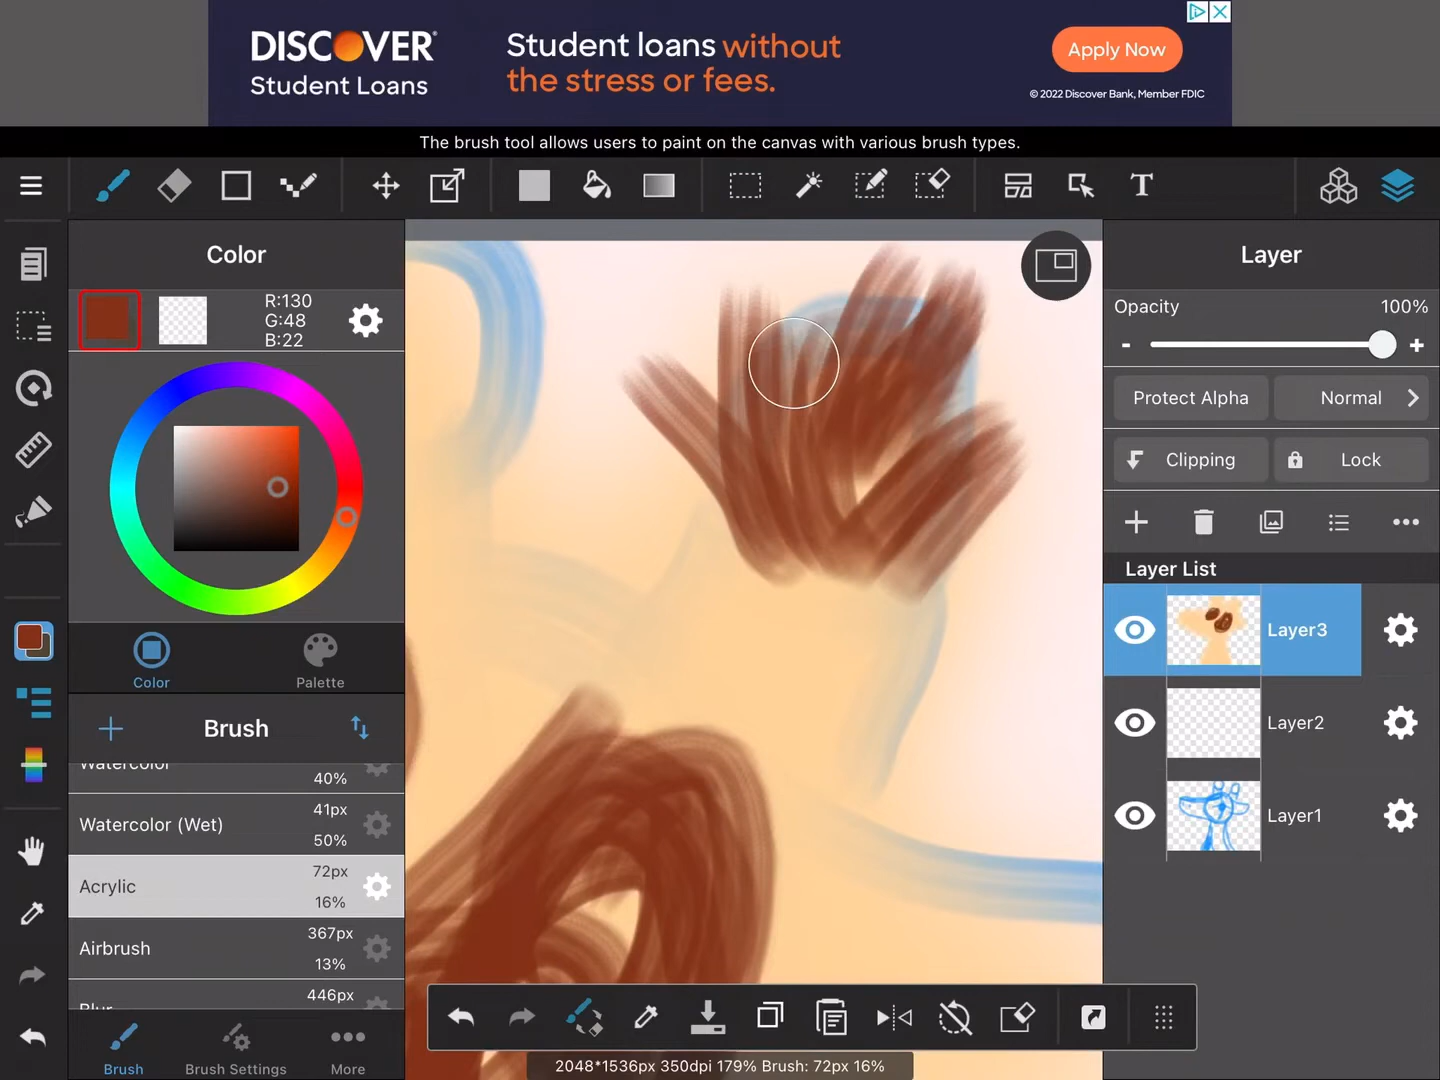 DISCOVER®
Student Loans
Student loans without
the stress or fees.
Apply Now
© 2022 Discover Bank, Member FDIC
The brush tool allows users to paint on the canvas with various brush types.
T
Color
R:130
G:48
B:22
Color
Palette
Brush
Watercolor
40%
Watercolor (Wet)
41px
50%
Acrylic
72px
16%
Airbrush
367px
13%
Blur
446px
Brush
Brush Settings
More
Layer
Opacity
100%
- +
Protect Alpha
Normal
Clipping
Lock
Layer List
Layer3
Layer2
Layer1
2048*1536px 350dpi 179% Brush: 72px 16%